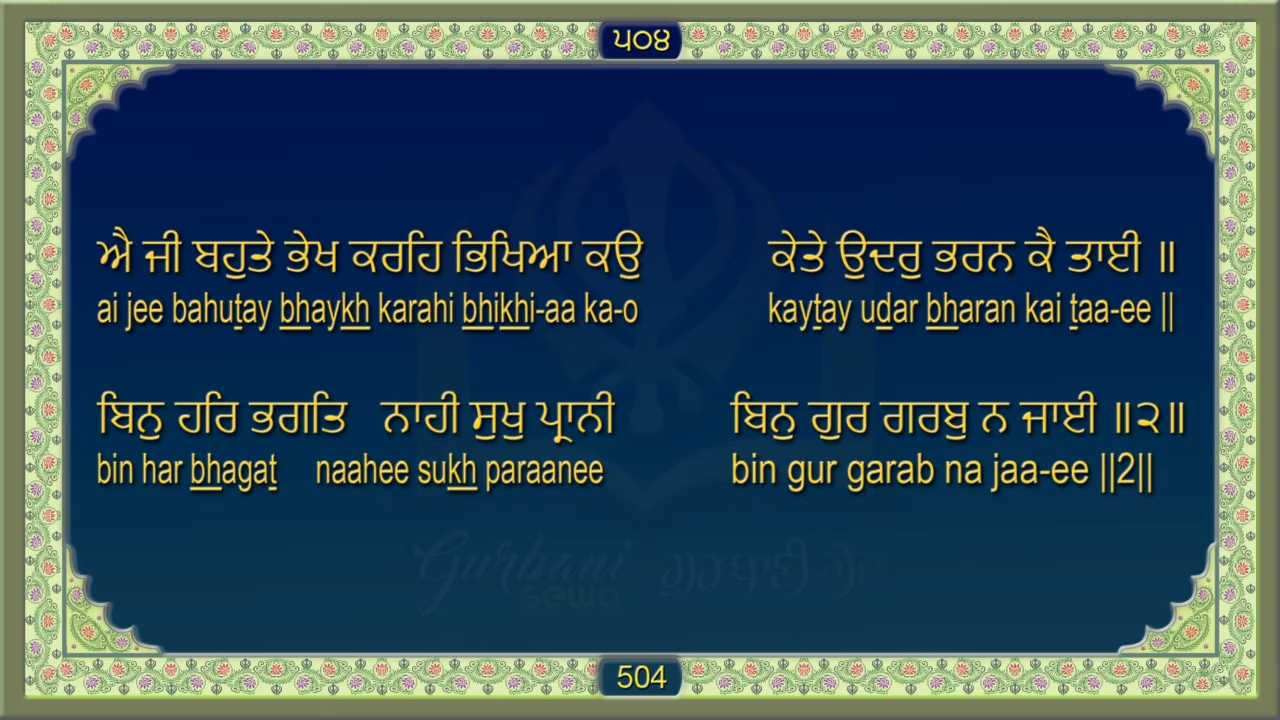 ੫੦੪
ਐ ਜੀ ਬਹੁਤੇ ਭੇਖ ਕਰਹਿ ਭਿਖਿਆ ਕਉ ਕੇਤੇ ਉਦਰੁ ਭਰਨ ਕੈ ਤਾਈ ॥
ai jee bahutay bhaykh karahi bhikhi-aa ka-o kaytay udar bharan kai taa-ee ||
ਬਿਨੁ ਹਰਿ ਭਗਤਿ ਨਾਹੀ ਸੁਖੁ ਪ੍ਰਾਨੀ ਬਿਨੁ ਗੁਰ ਗਰਬੁ ਨ ਜਾਈ ॥੨॥
bin har bhagat naahee sukh paraanee bin gur garab na jaa-ee ||2||
Gurbani
sewa
504